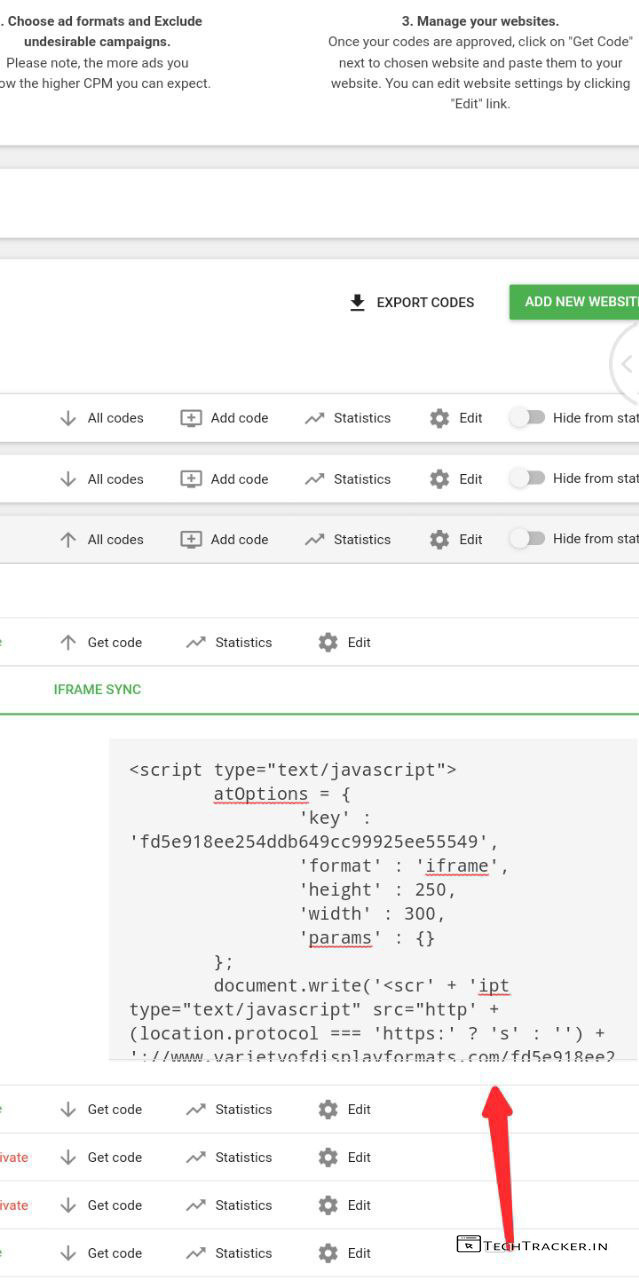 . Choose ad formats and Exclude
undesirable campaigns.
Please note, the more ads you
ow the higher CPM you can expect.
3. Manage your websites.
Once your codes are approved, click on "Get Code"
next to chosen website and paste them to your
website. You can edit website settings by clicking
"Edit" link.
EXPORT CODES
ADD NEW WEBSIT
All codes Add code Statistics Edit Hide from stat
All codes Add code Statistics Edit Hide from stat
All codes Add code Statistics Edit Hide from stat
Get code Statistics Edit
IFRAME SYNC
<script type="text/javascript">
atOptions = {
'key' :
'fd5e918ee254ddb649cc99925ee55549',
'format' : 'iframe',
'height' : 250,
'width' : 300,
'params' : {}
};
document.write('<scr' + 'ipt
type="text/javascript" src="http' +
(location.protocol === 'https:' ? 's' : '') +
'://www.varietyofdisplayformats.com/fd5e918ee2
Get code Statistics Edit
ivate Get code Statistics Edit
ivate Get code Statistics Edit
Get code Statistics Edit
TECHTRACKER.IN